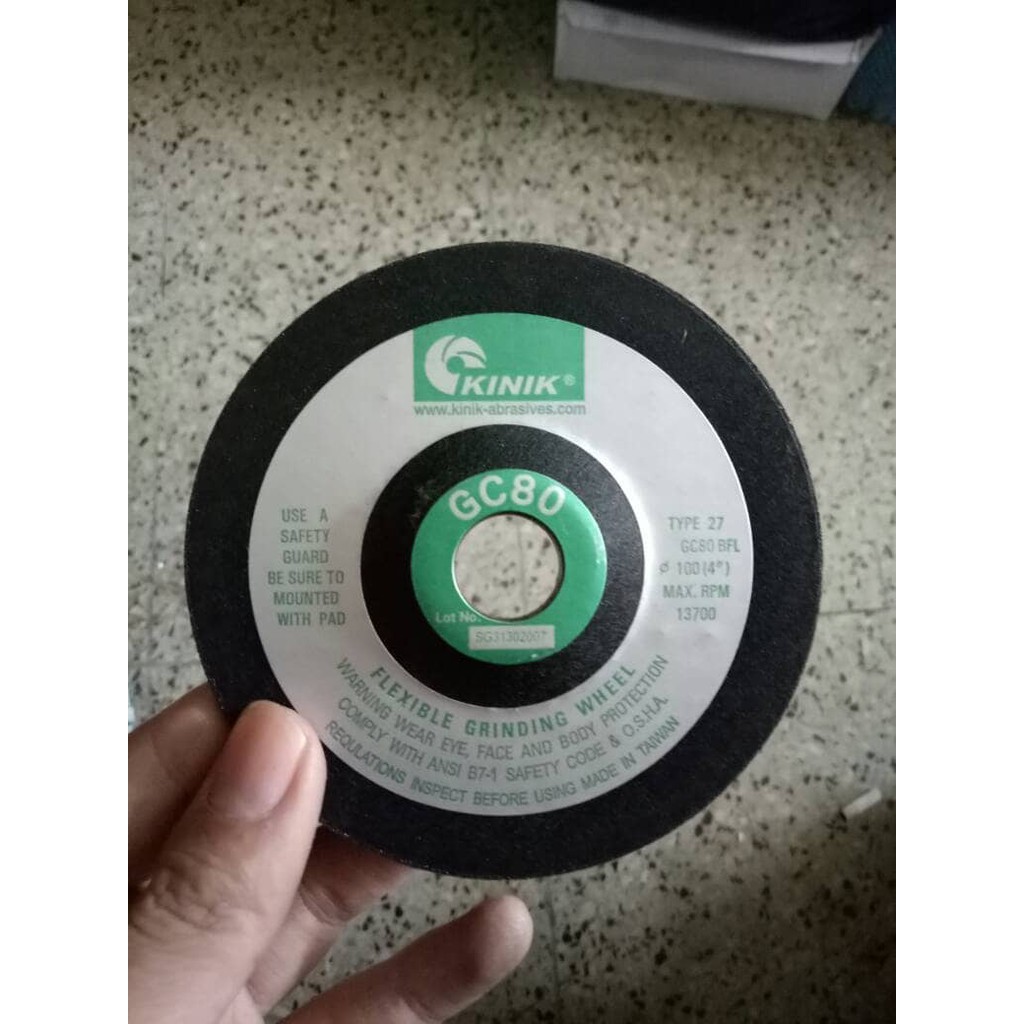 KINIK®
www.kinik-abrasives.com
GC80
Lot No:
SG31302007
USE A
SAFETY
GUARD
BE SURE TO
MOUNTED
WITH PAD
TYPE 27
GC80 BFL
ø 100 (4")
MAX. RPM
13700
FLEXIBLE GRINDING WHEEL
WARNING WEAR EYE, FACE AND BODY PROTECTION
COMPLY WITH ANSI B7-1 SAFETY CODE & O.S.H.A.
REQULATIONS INSPECT BEFORE USING MADE IN TAIWAN